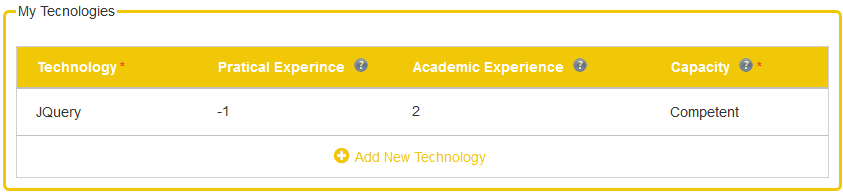 My Tecnologies
Technology * Pratical Experince ? Academic Experience ? Capacity ? *
JQuery -1 2 Competent
Add New Technology